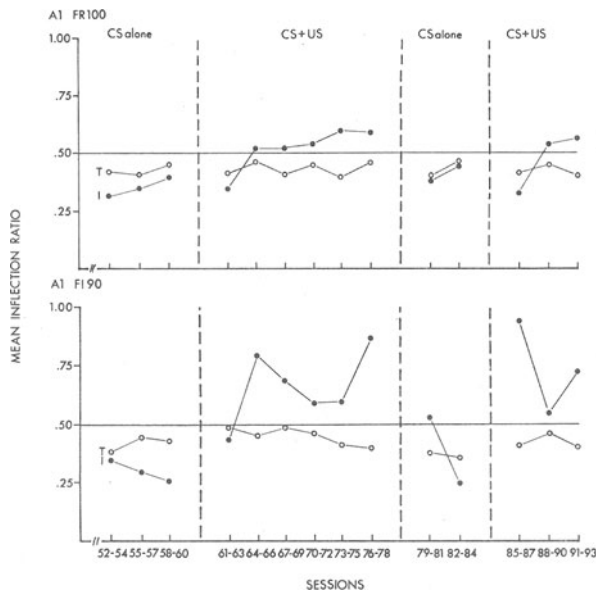 A1 FR100
CS alone CS+US CS alone CS+US
1.00
.75
.50
T
I
.25
MEAN INFLECTION RATIO
A1 FI90
1.00
.75
.50
T
I
.25
52-54 55-57 58-60 61-63 64-66 67-69 70-72 73-75 76-78 79-81 82-84 85-87 88-90 91-93
SESSIONS